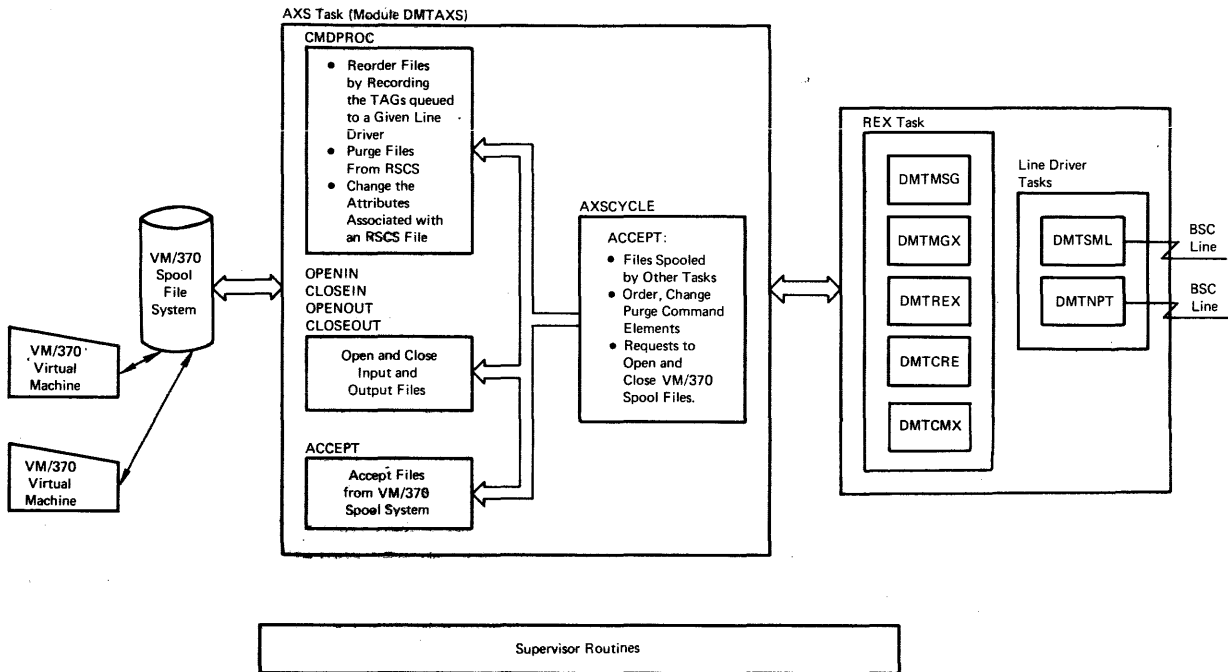 AXS Task (Module DMTAXS)
CMDPROC
• Reorder Files
by Recording
the TAGs queued
to a Given Line
Driver
• Purge Files
From RSCS
• Change the
Attributes
Associated with
an RSCS File
OPENIN
CLOSEIN
OPENOUT
CLOSEOUT
Open and Close
Input and
Output Files
ACCEPT
Accept Files
from VM/370
Spool System
AXSCYCLE
ACCEPT:
• Files Spooled
by Other Tasks
• Order, Change
Purge Command
Elements
• Requests to
Open and
Close VM/370
Spool Files.
VM/370
Spool
File
System
VM/370
Virtual
Machine
VM/370
Virtual
Machine
REX Task
DMTMSG
DMTMGX
DMTREX
DMTCRE
DMTCMX
Line Driver
Tasks
DMTSML
DMTNPT
BSC
Line
BSC
Line
Supervisor Routines